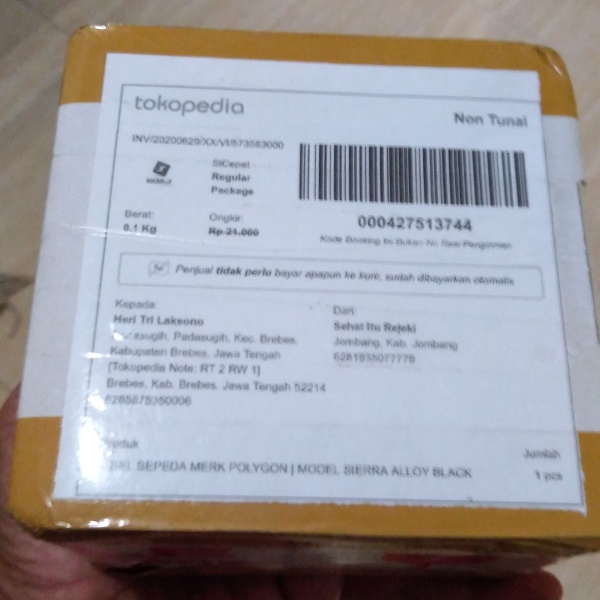 tokopedia
Non Tunai
INV/20200629/XX/VI/573583000
SiCepat
Regular
Package
Berat:
0.1 Kg
Ongkir:
Rp 21.000
000427513744
Kode Booking Ini Bukan No Resi Pengiriman
Penjual tidak perlu bayar apapun ke kurir, sudah dibayarkan otomatis
Kepada:
Heri Tri Laksono
Padasugih, Kec. Brebes,
Kabupaten Brebes, Jawa Tengah
[Tokopedia Note: RT 2 RW 1]
Brebes, Kab. Brebes, Jawa Tengah 52214
6285875350006
Dari:
Sehat Itu Rejeki
Jombang, Kab. Jombang
6281935077779
Produk
Jumlah
SEPEDA MERK POLYGON | MODEL SIERRA ALLOY BLACK
1 pcs